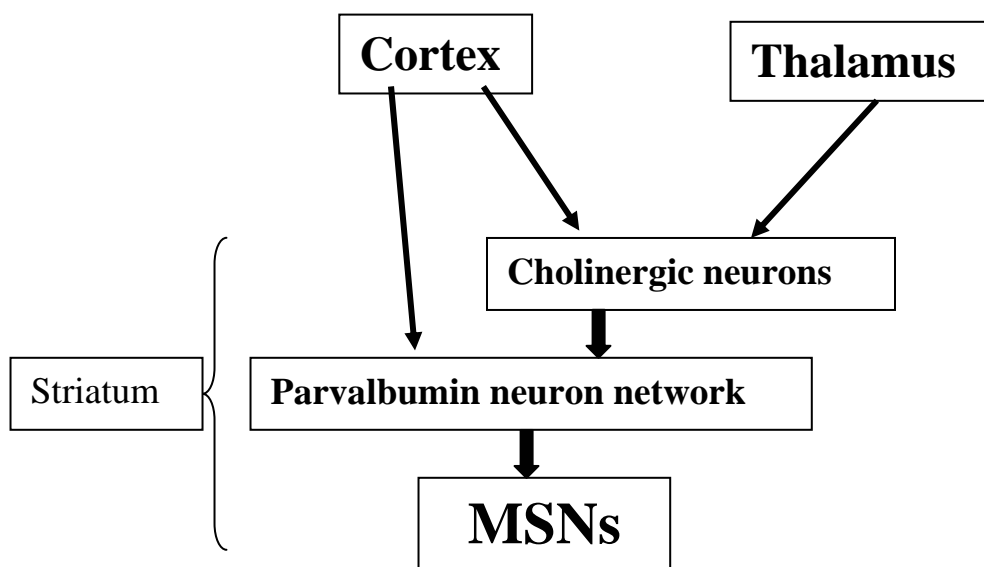 Cortex
Thalamus
Cholinergic neurons
Striatum
Parvalbumin neuron network
MSNs